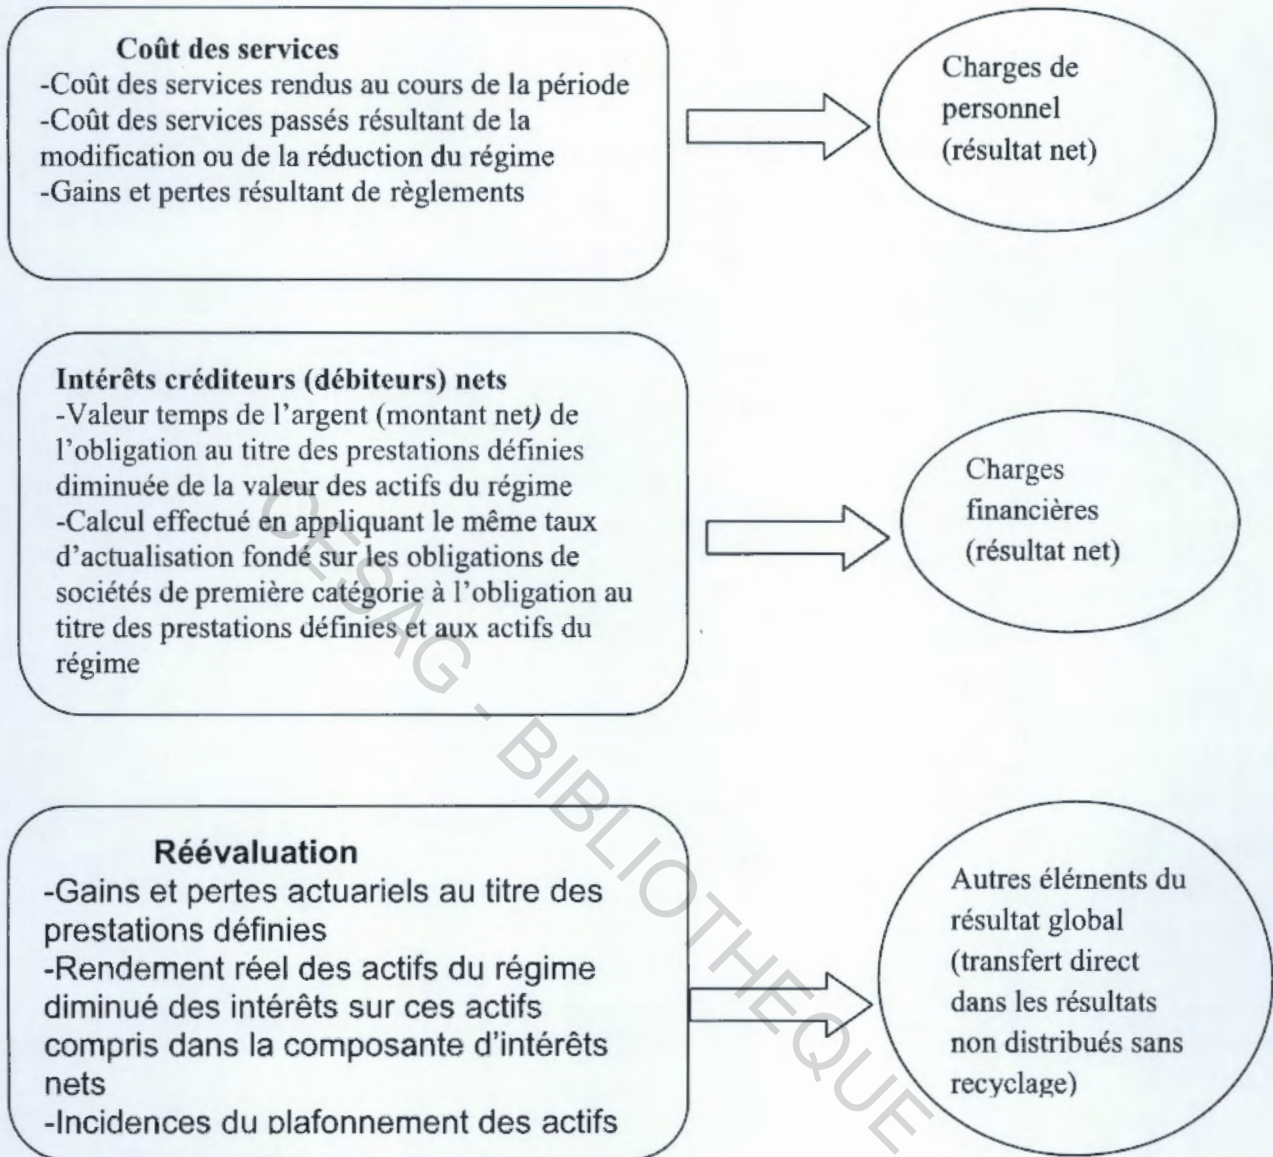 Coût des services
-Coût des services rendus au cours de la période
-Coût des services passés résultant de la
modification ou de la réduction du régime
-Gains et pertes résultant de règlements
Charges de
personnel
(résultat net)
Intérêts créditeurs (débiteurs) nets
-Valeur temps de l'argent (montant net) de
l'obligation au titre des prestations définies
diminuée de la valeur des actifs du régime
-Calcul effectué en appliquant le même taux
d'actualisation fondé sur les obligations de
sociétés de première catégorie à l'obligation au
titre des prestations définies et aux actifs du
régime
Charges
financières
(résultat net)
Réévaluation
-Gains et pertes actuariels au titre des
prestations définies
-Rendement réel des actifs du régime
diminué des intérêts sur ces actifs
compris dans la composante d'intérêts
nets
-Incidences du plafonnement des actifs
Autres éléments du
résultat global
(transfert direct
dans les résultats
non distribués sans
recyclage)
CESAG - BIBLIOTHEQUE